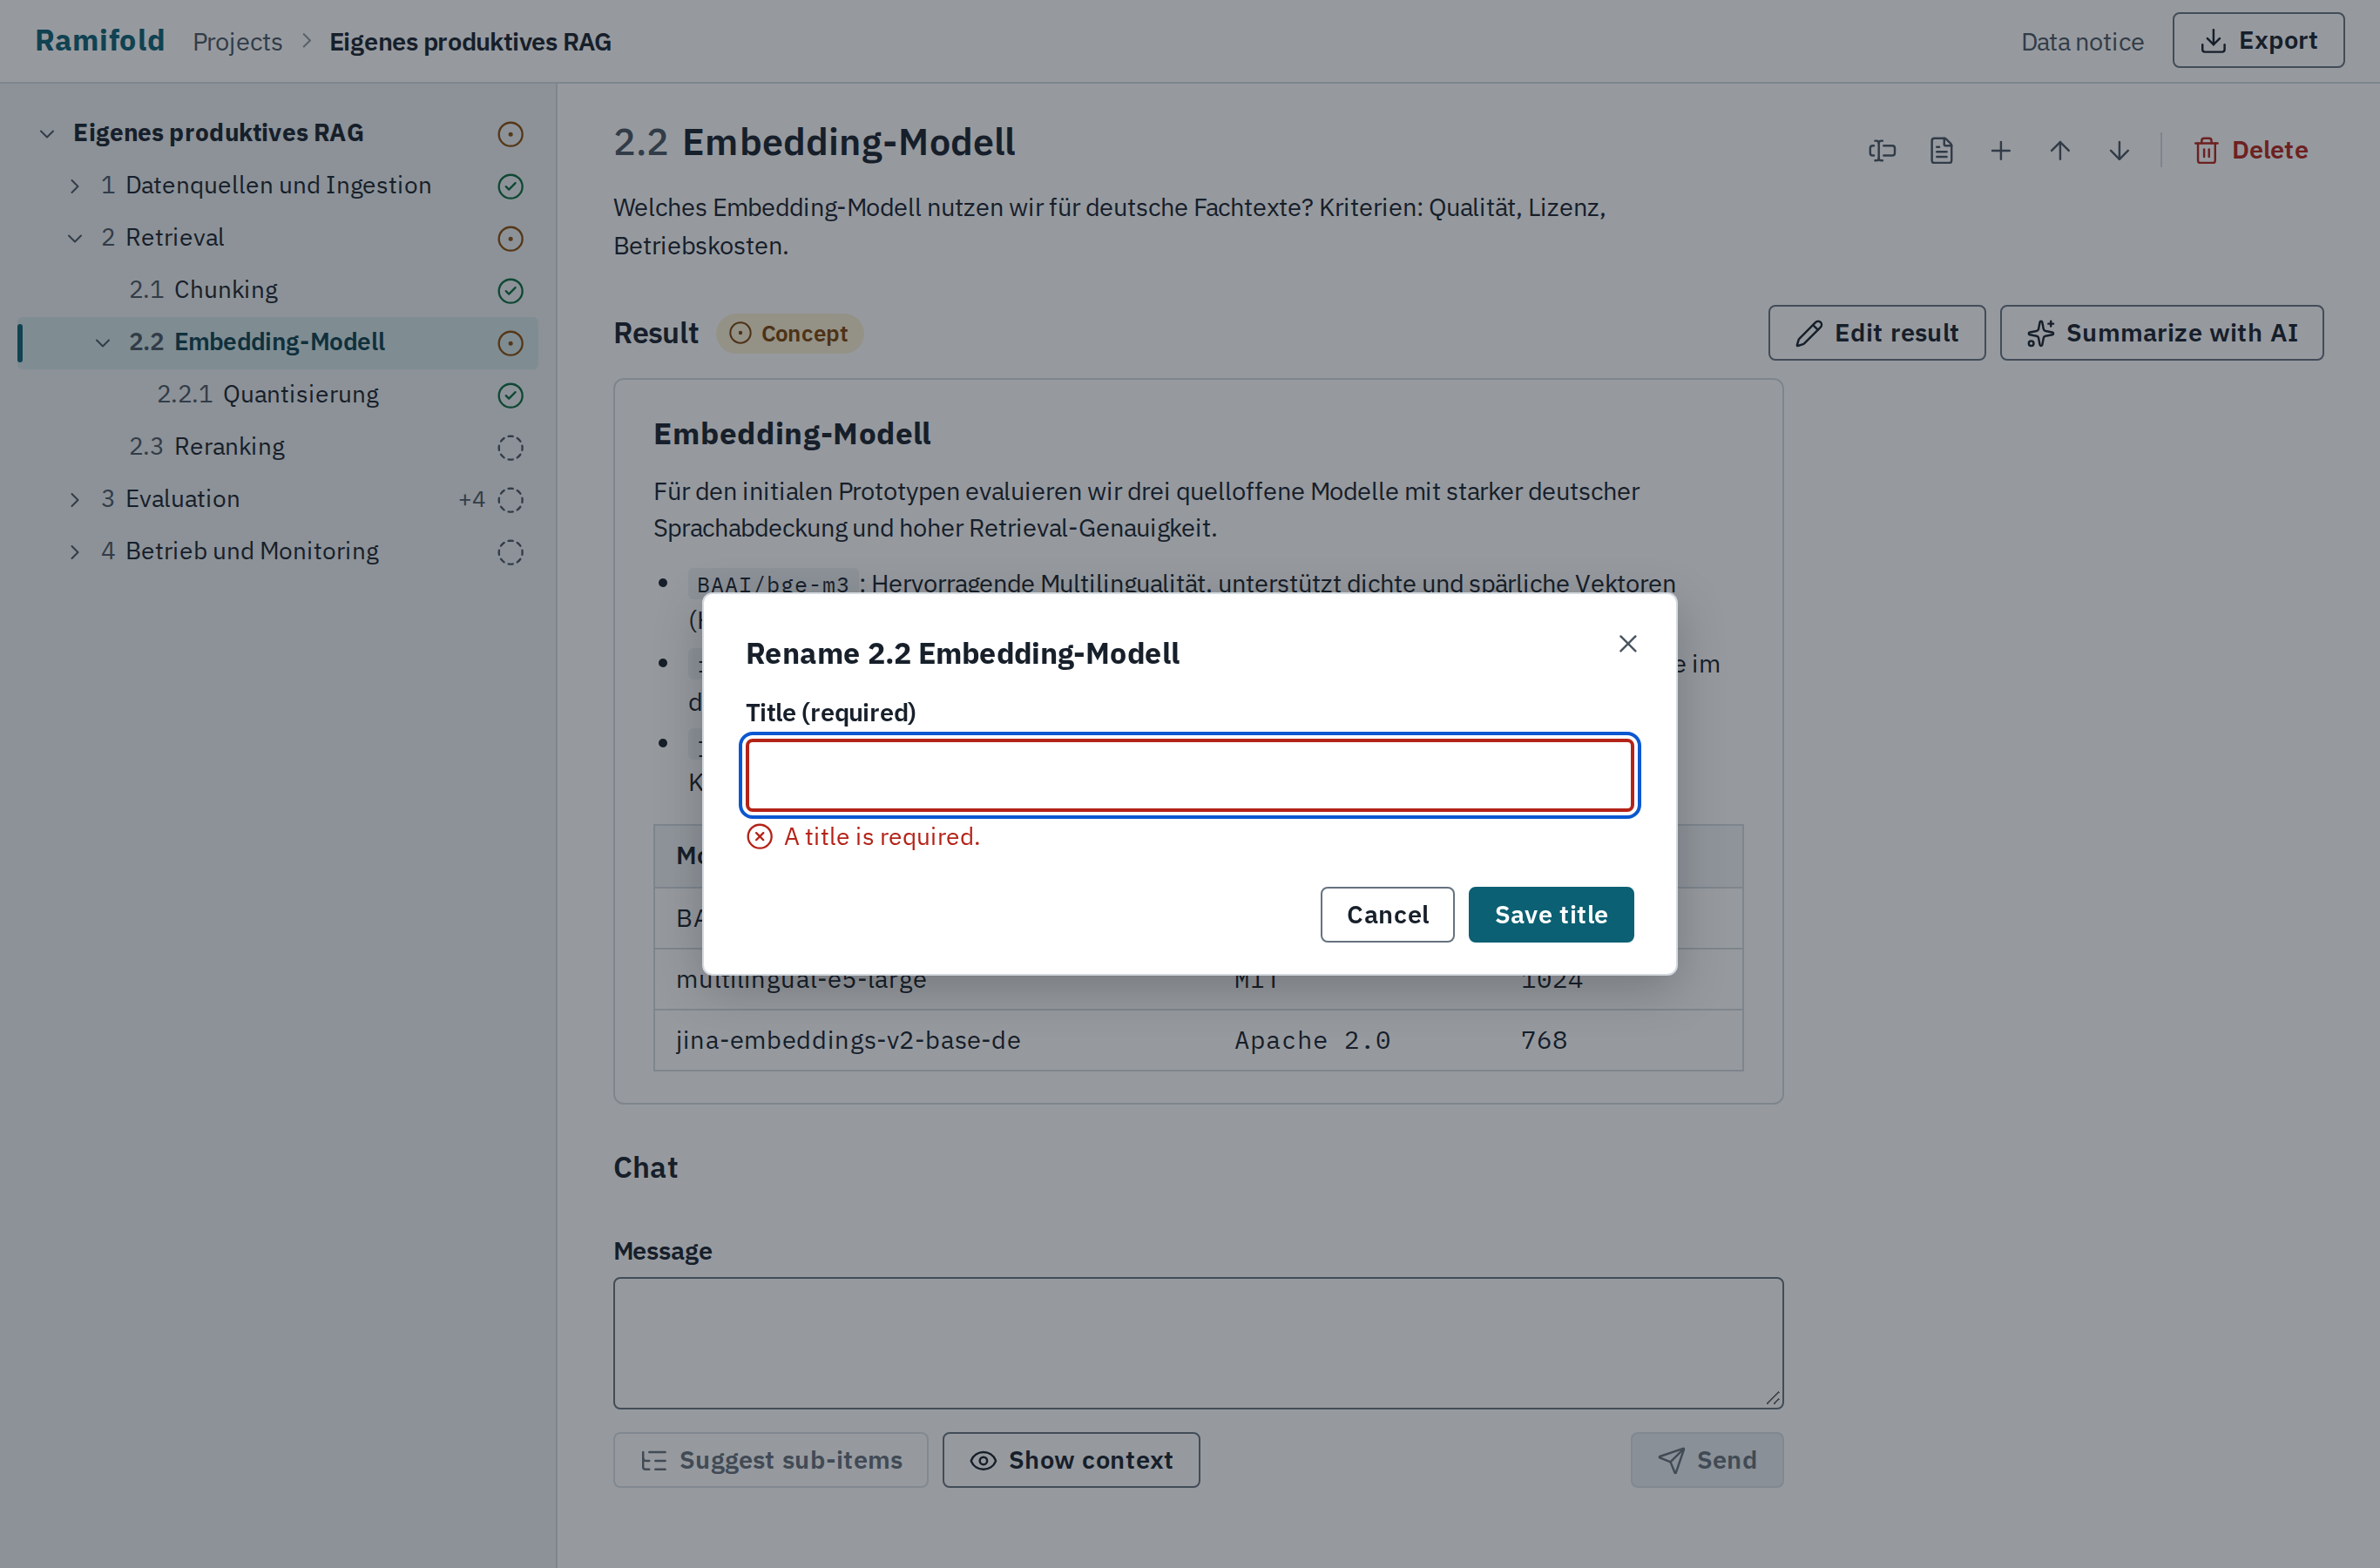 Ramifold Projects Eigenes produktives RAG Data notice Export
Eigenes produktives RAG
1 Datenquellen und Ingestion
2 Retrieval
2.1 Chunking
2.2 Embedding-Modell
2.2.1 Quantisierung
2.3 Reranking
3 Evaluation +4
4 Betrieb und Monitoring
2.2 Embedding-Modell
Delete
Welches Embedding-Modell nutzen wir für deutsche Fachtexte? Kriterien: Qualität, Lizenz,
Betriebskosten.
Result Concept Edit result Summarize with AI
Embedding-Modell
Für den initialen Prototypen evaluieren wir drei quelloffene Modelle mit starker deutscher
Sprachabdeckung und hoher Retrieval-Genauigkeit.
BAAI/bge-m3: Hervorragende Multilingualität, unterstützt dichte und spärliche Vektoren
im
Rename 2.2 Embedding-Modell
Title (required)
A title is required.
Cancel Save title
multilingual-e5-large MIT 1024
jina-embeddings-v2-base-de Apache 2.0 768
Chat
Message
Suggest sub-items Show context Send